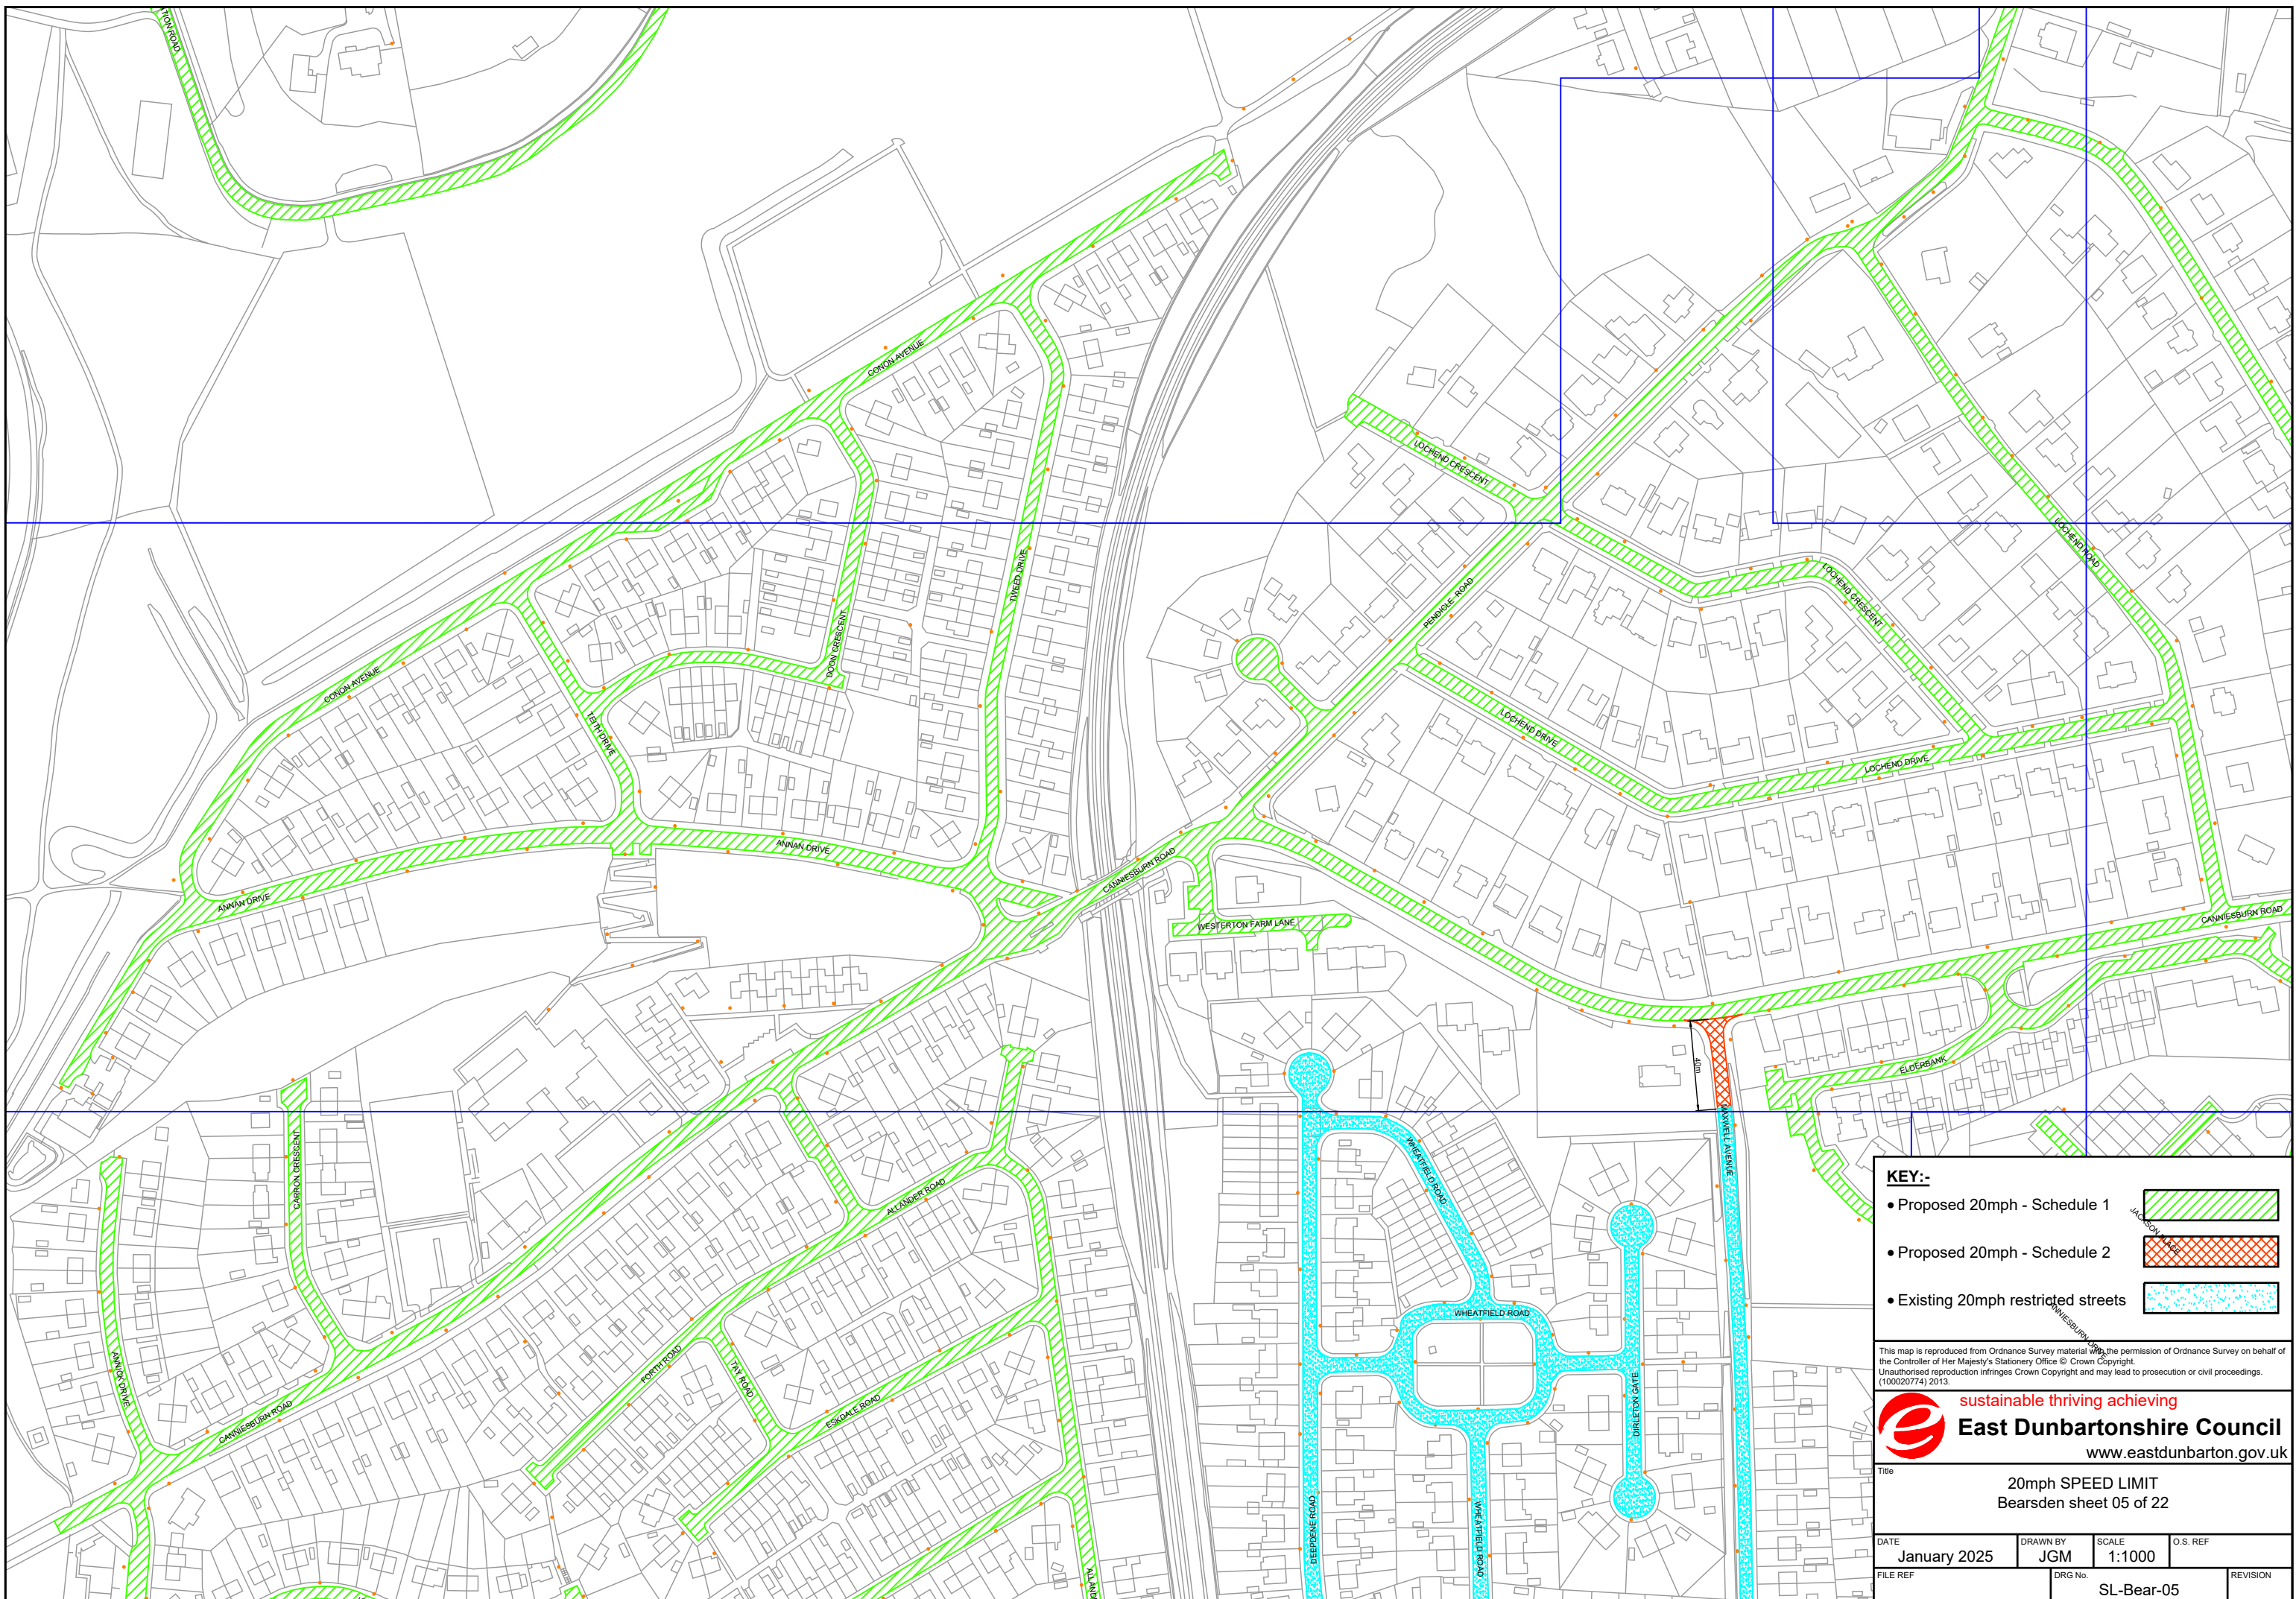 TION ROAD
CONON AVENUE
LOCHEND CRESCENT
TWEED DRIVE
LOCHEND ROAD
LOCHEND CRESCENT
PENDICLE ROAD
DOON CRESCENT
CONON AVENUE
TEITH DRIVE
LOCHEND DRIVE
LOCHEND DRIVE
ANNAN DRIVE
CANNIESBURN ROAD
ANNAN DRIVE
WESTERTON FARM LANE
CANNIESBURN ROAD
40m
ELDERBANK
MAXWELL AVENUE
CARRON CRESCENT
WHEATFIELD ROAD
ALLANDER ROAD
WHEATFIELD ROAD
ANNICK DRIVE
FORTH ROAD
TAY ROAD
ESKDALE ROAD
CANNIESBURN ROAD
DIRLETON GATE
DEEPDENE ROAD
WHEATFIELD ROAD
ALLAND
KEY:-
• Proposed 20mph - Schedule 1
JACKSON PLACE
• Proposed 20mph - Schedule 2
• Existing 20mph restricted streets
CANNIESBURN DRIVE
This map is reproduced from Ordnance Survey material with the permission of Ordnance Survey on behalf of
the Controller of Her Majesty's Stationery Office © Crown Copyright.
Unauthorised reproduction infringes Crown Copyright and may lead to prosecution or civil proceedings.
(100020774) 2013.
sustainable thriving achieving
East Dunbartonshire Council
www.eastdunbarton.gov.uk
Title
20mph SPEED LIMIT
Bearsden sheet 05 of 22
DATE
January 2025
DRAWN BY
JGM
SCALE
1:1000
O.S. REF
FILE REF
DRG No.
SL-Bear-05
REVISION